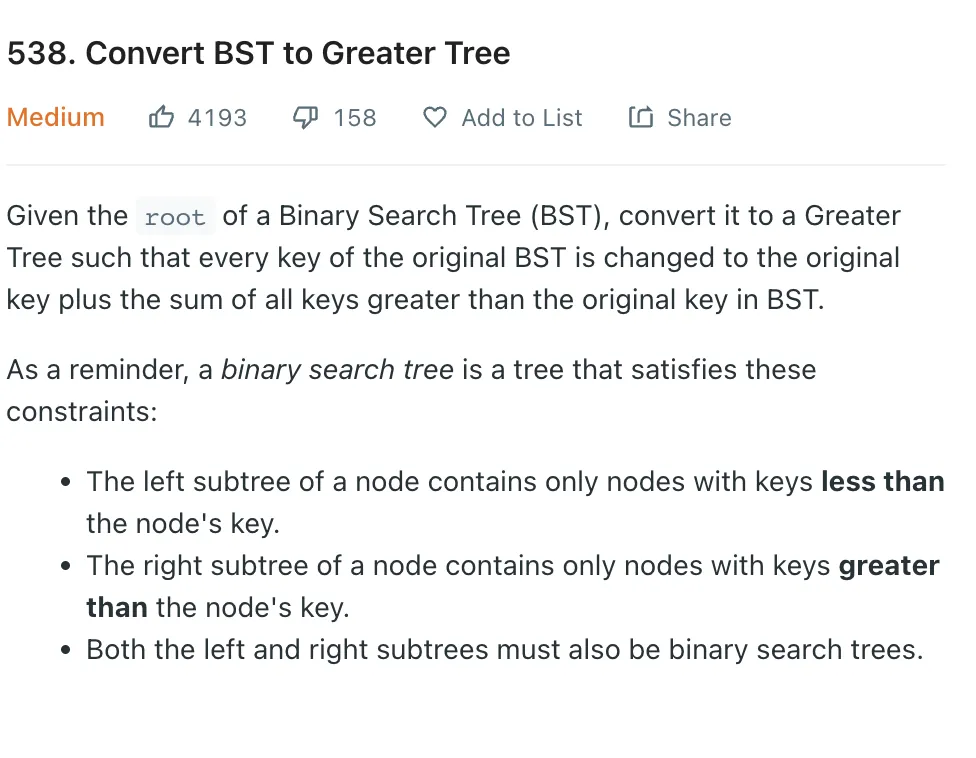 538. Convert BST to Greater Tree
Medium 4193 158 Add to List Share
Given the root of a Binary Search Tree (BST), convert it to a Greater
Tree such that every key of the original BST is changed to the original
key plus the sum of all keys greater than the original key in BST.
As a reminder, a binary search tree is a tree that satisfies these
constraints:
• The left subtree of a node contains only nodes with keys less than
the node's key.
• The right subtree of a node contains only nodes with keys greater
than the node's key.
• Both the left and right subtrees must also be binary search trees.